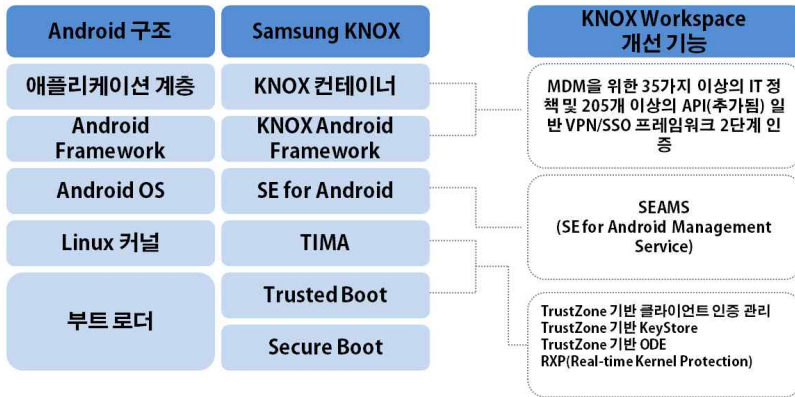 Android 구조
Samsung KNOX
KNOX Workspace
개선 기능
애플리케이션 계층
KNOX 컨테이너
MDM을 위한 35가지 이상의 IT 정
책 및 205개 이상의 API(추가됨) 일
반 VPN/SSO 프레임워크 2단계 인
증
Android
Framework
KNOX Android
Framework
Android OS
SE for Android
SEAMS
(SE for Android Management
Service)
Linux 커널
TIMA
부트 로더
Trusted Boot
Secure Boot
TrustZone 기반 클라이언트 인증 관리
TrustZone 기반 KeyStore
TrustZone 기반 ODE
RXP(Real-time Kernel Protection)